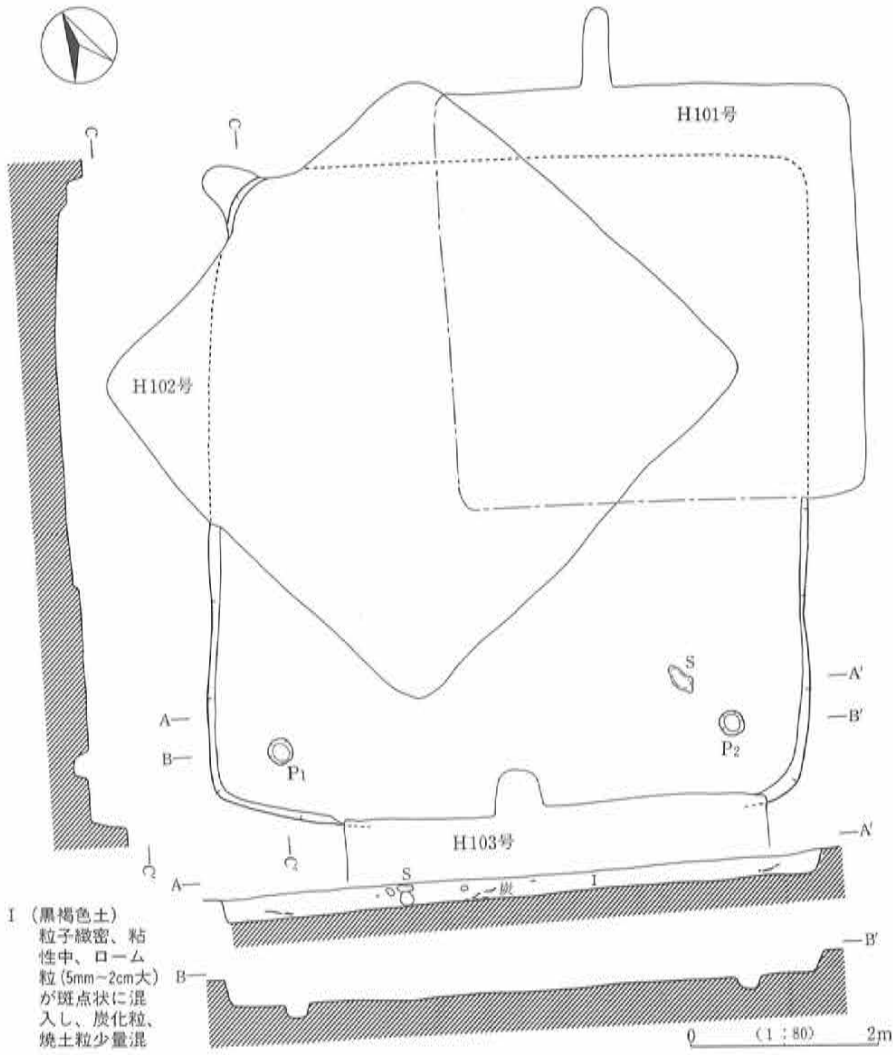 H101号
C
C
H102号
S
A
A'
B
B'
P1
P2
H103号
C'
C'
A
A'
S
炭
I
I （黒褐色土）
粒子緻密、粘
性中、ローム
粒(5mm~2cm大)
が斑点状に混
入し、炭化粒、
焼土粒少量混
B
B'
0 (1:80) 2m